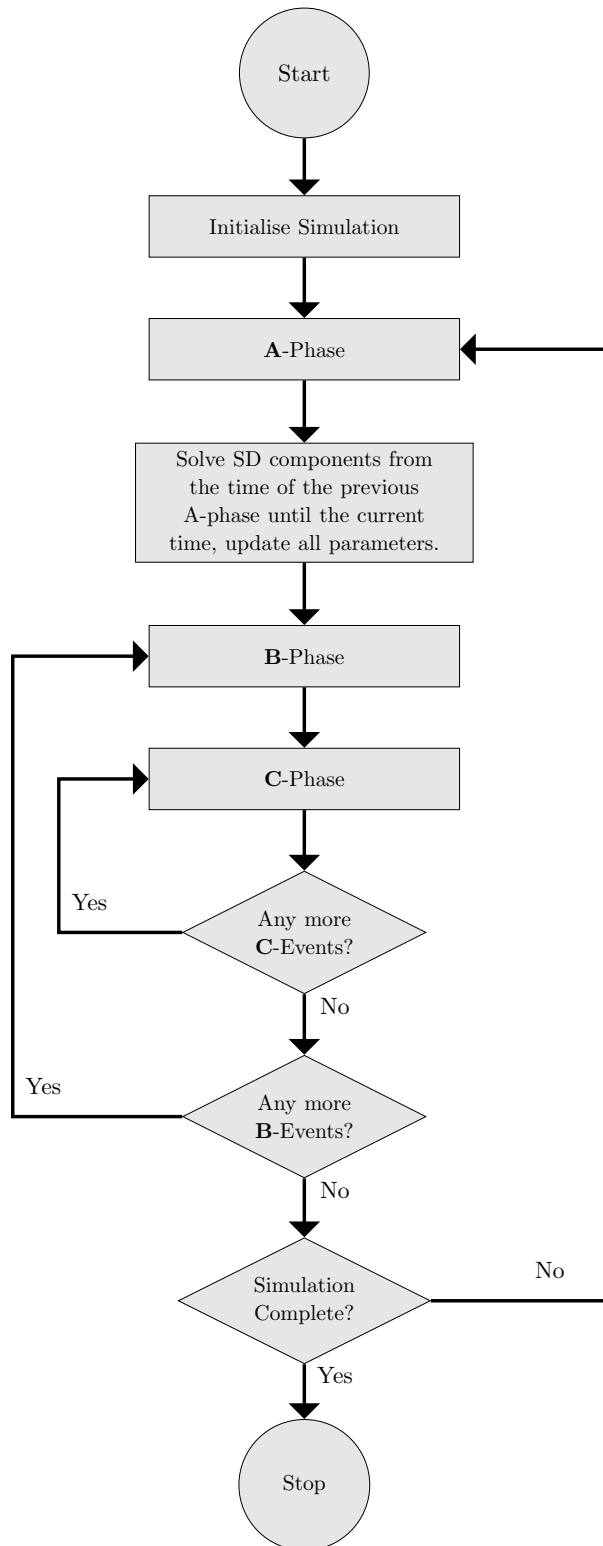 Start
Initialise Simulation
A-Phase
Solve SD components from
the time of the previous
A-phase until the current
time, update all parameters.
B-Phase
C-Phase
Yes
Any more
C-Events?
No
Yes
Any more
B-Events?
No
Simulation
Complete?
No
Yes
Stop